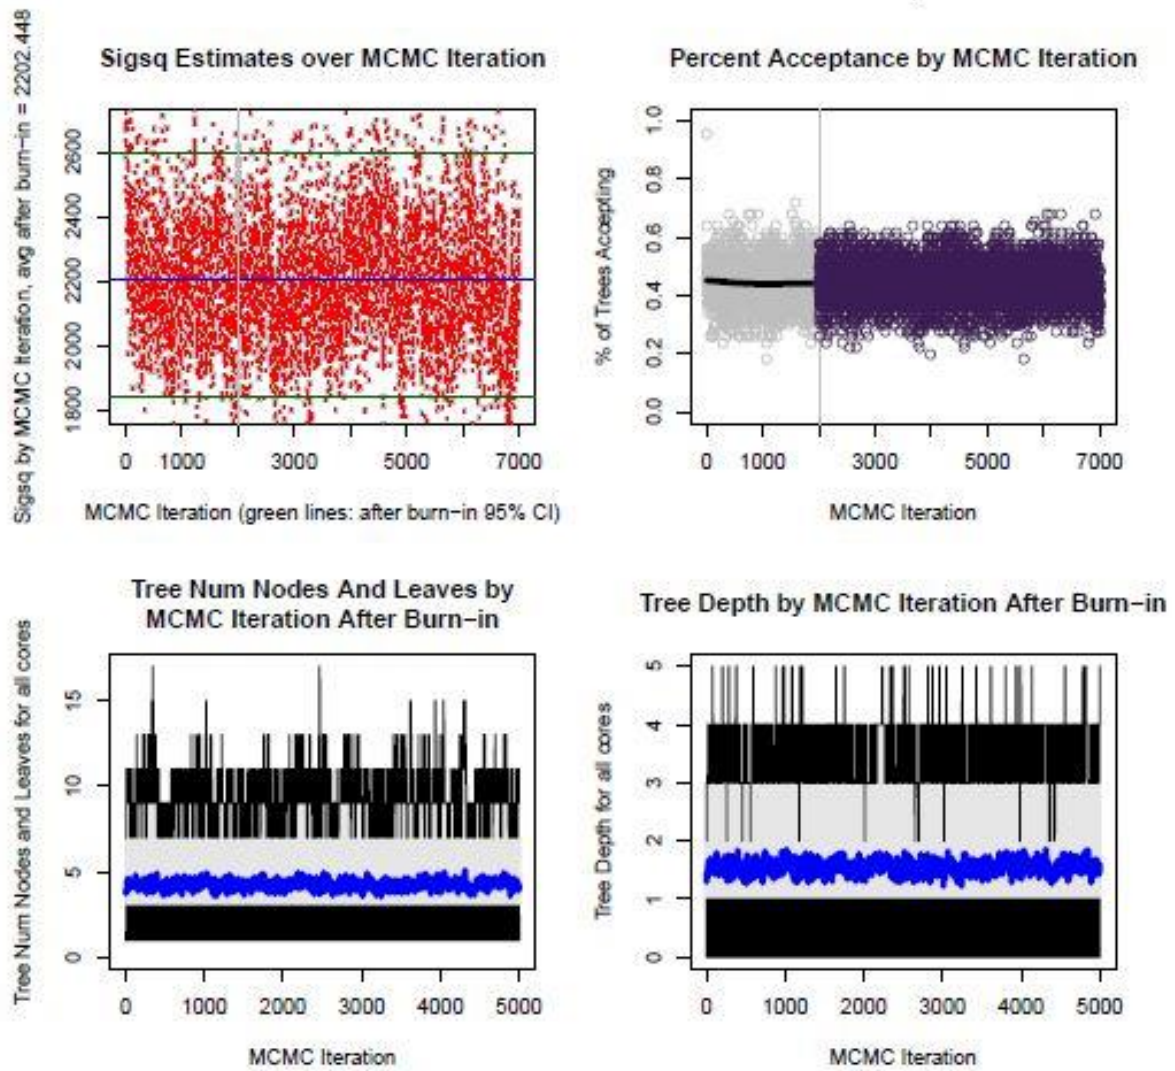 Sigsq Estimates over MCMC Iteration
Sigsq by MCMC Iteration, avg after burn-in = 2202.448
2600
2400
2200
2000
1800
0 1000 3000 5000 7000
MCMC Iteration (green lines: after burn-in 95% CI)
Percent Acceptance by MCMC Iteration
% of Trees Accepting
1.0
0.8
0.6
0.4
0.2
0.0
0 1000 3000 5000 7000
MCMC Iteration
Tree Num Nodes And Leaves by
MCMC Iteration After Burn-in
Tree Num Nodes and Leaves for all cores
15
10
5
0
0 1000 2000 3000 4000 5000
MCMC Iteration
Tree Depth by MCMC Iteration After Burn-in
Tree Depth for all cores
5
4
3
2
1
0
0 1000 2000 3000 4000 5000
MCMC Iteration